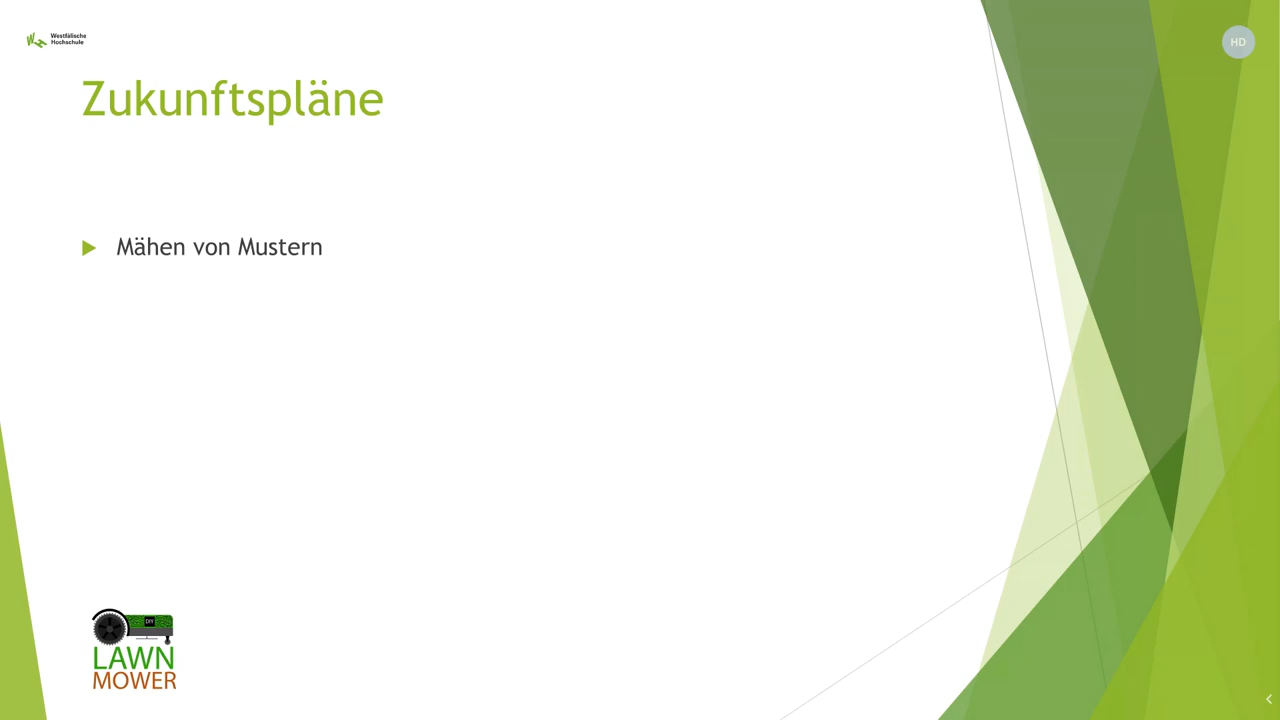 Westfälische
Hochschule
HD
Zukunftspläne
Mähen von Mustern
DIY
LAWN
MOWER